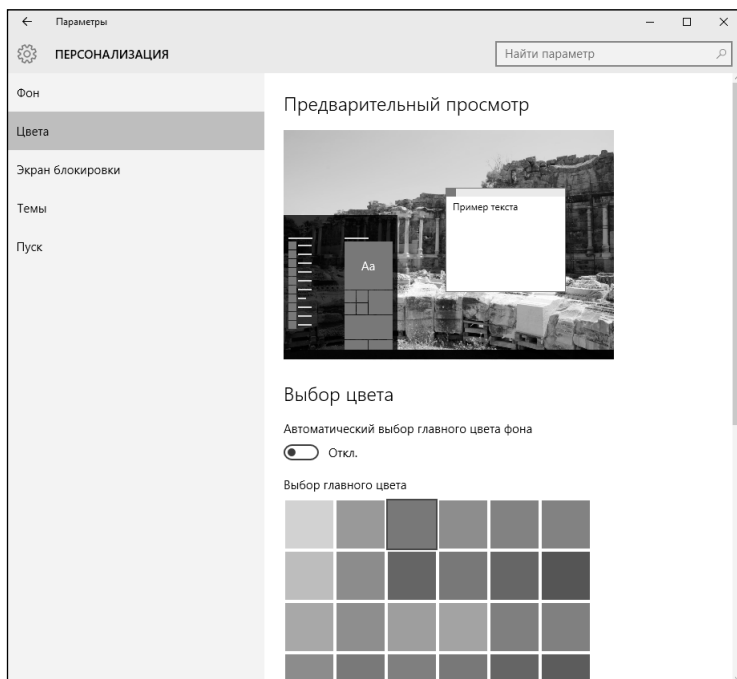 Параметры
ПЕРСОНАЛИЗАЦИЯ
Найти параметр
Фон
Цвета
Экран блокировки
Темы
Пуск
Предварительный просмотр
Пример текста
Aa
Выбор цвета
Автоматический выбор главного цвета фона
Откл.
Выбор главного цвета